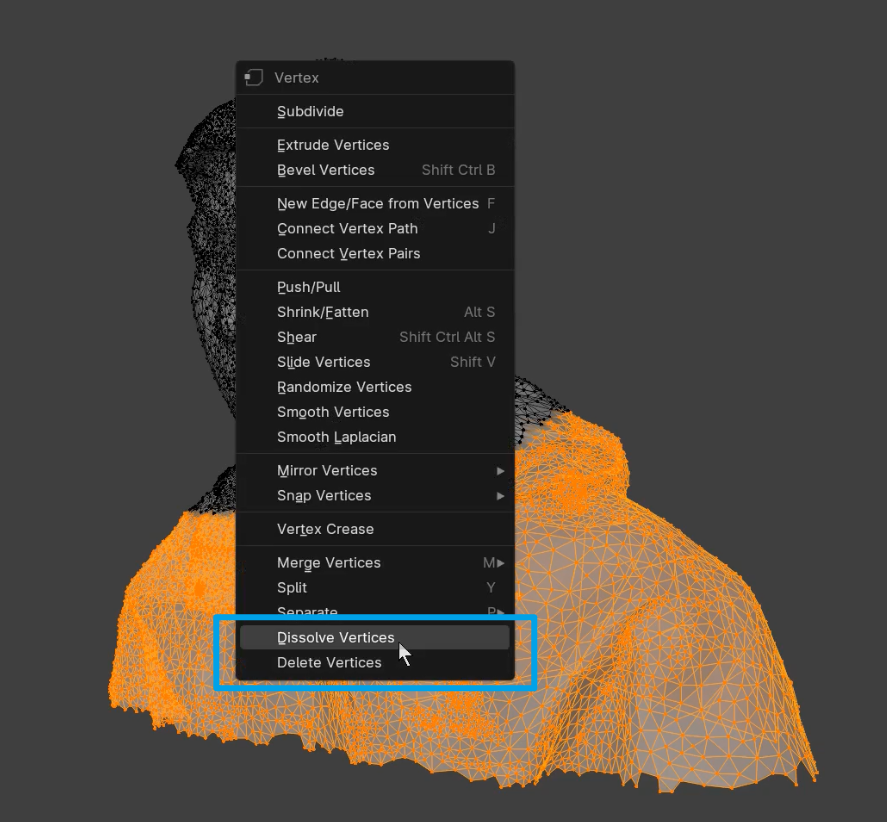 Vertex
Subdivide
Extrude Vertices
Bevel Vertices Shift Ctrl B
New Edge/Face from Vertices F
Connect Vertex Path J
Connect Vertex Pairs
Push/Pull
Shrink/Fatten Alt S
Shear Shift Ctrl Alt S
Slide Vertices Shift V
Randomize Vertices
Smooth Vertices
Smooth Laplacian
Mirror Vertices
Snap Vertices
Vertex Crease
Merge Vertices M
Split Y
Separate P
Dissolve Vertices
Delete Vertices